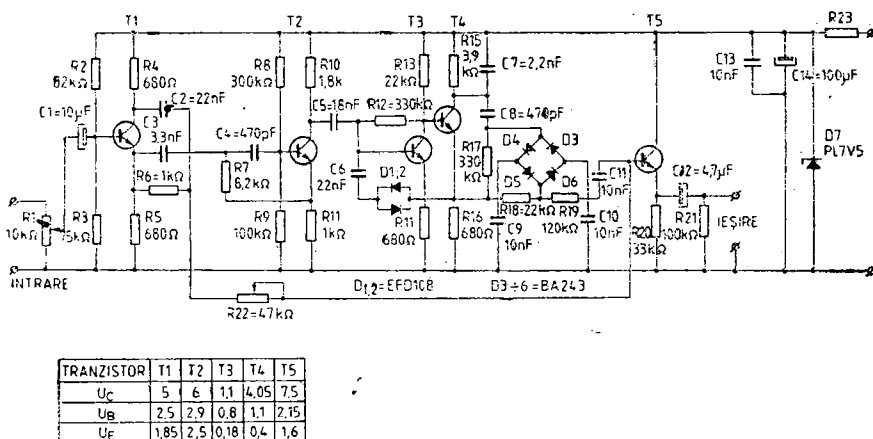 T1 T2 T3 T4 T5
R23
R2
62kΩ
R4
680Ω
C1=10µF
C2=22nF
C3
3,3nF
C4=470pF
R6=1kΩ
R7
8,2kΩ
R8
300kΩ
R10
1,8k
C5=18nF
R12=330kΩ
R13
22kΩ
R15
3,9
kΩ
C7=2,2nF
C8=470pF
R17
330
kΩ
D4
D3
D5
D6
C11
10nF
C12=4,7µF
C13
10nF
C14=100µF
D7
PL7V5
C6
22nF
D1,2
R18=22kΩ
R19
120kΩ
C10
10nF
C9
10nF
R1
10kΩ
R3
15kΩ
R5
680Ω
R9
100kΩ
R11
1kΩ
R11
680Ω
R16
680Ω
R20
33kΩ
R21
100kΩ
IEȘIRE
INTRARE
R22=47kΩ
D1,2=EFD108
D3÷6=BA243
TRANZISTOR T1 T2 T3 T4 T5
UC 5 6 1,1 4,05 7,5
UB 2,5 2,9 0,8 1,1 2,15
UE 1,85 2,5 0,18 0,4 1,6